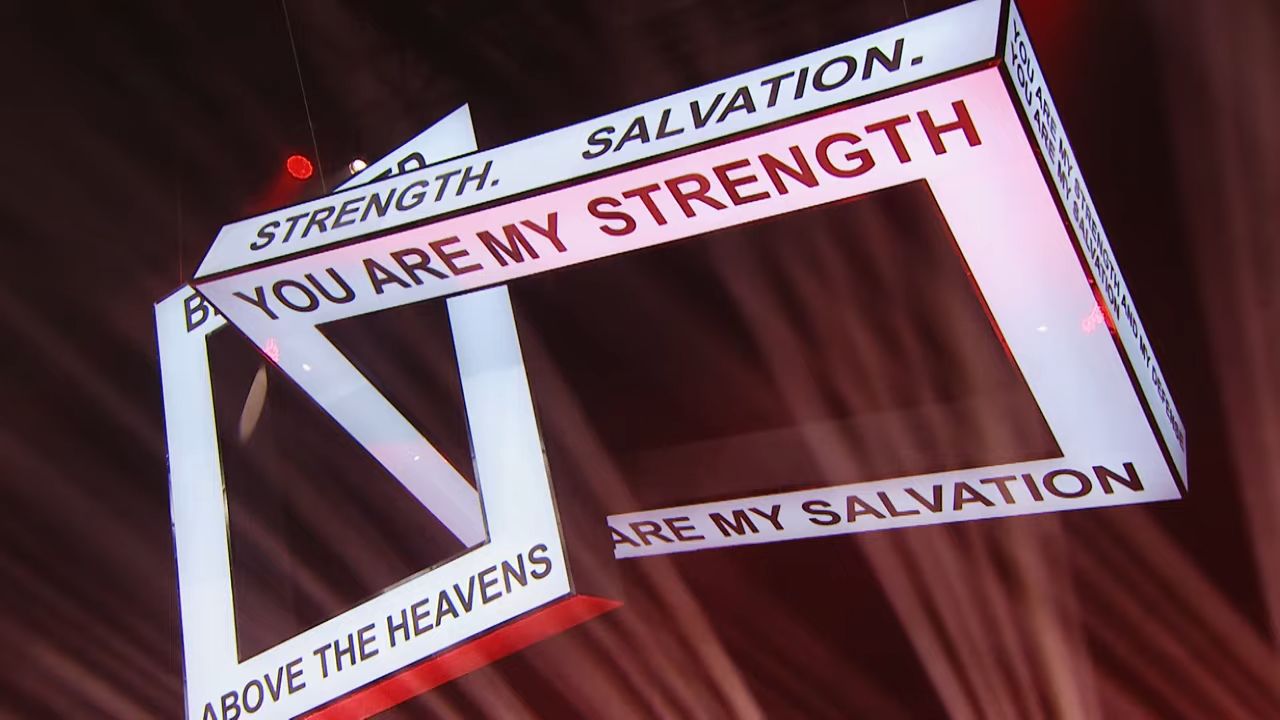 STRENGTH. SALVATION.
YOU ARE MY STRENGTH
ARE MY SALVATION
YOU ARE MY STRENGTH AND MY DEFENSE
YOU ARE MY SALVATION
ABOVE THE HEAVENS